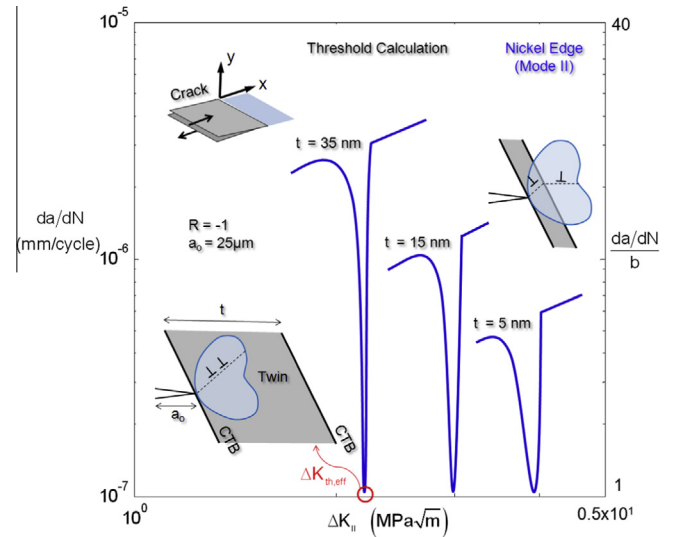 10⁻⁵
40
Threshold Calculation
Nickel Edge
(Mode II)
y
x
Crack
t = 35 nm
R = -1
aₒ = 25μm
da/dN
(mm/cycle)
10⁻⁶
t = 15 nm
da/dN
b
t = 5 nm
t
Twin
aₒ
CTB
CTB
ΔK_th,eff
10⁻⁷
1
10⁰
ΔK_II (MPa√m)
0.5x10¹